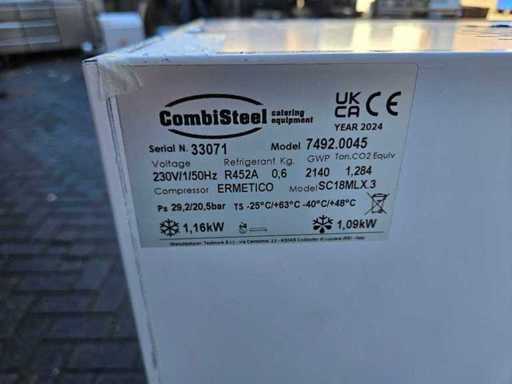 CombiSteel catering equipment
UK CA CE
YEAR 2024
Serial N. 33071 Model 7492.0045
Voltage Refrigerant Kg. GWP Ton.CO2 Equiv
230V/1/50Hz R452A 0,6 2140 1,284
Compressor ERMETICO Model SC18MLX.3
Ps 29,2/20,5bar TS -25°C/+63°C -40°C/+48°C
1,16kW 1,09kW
Manufacturer: S.r.l. - via